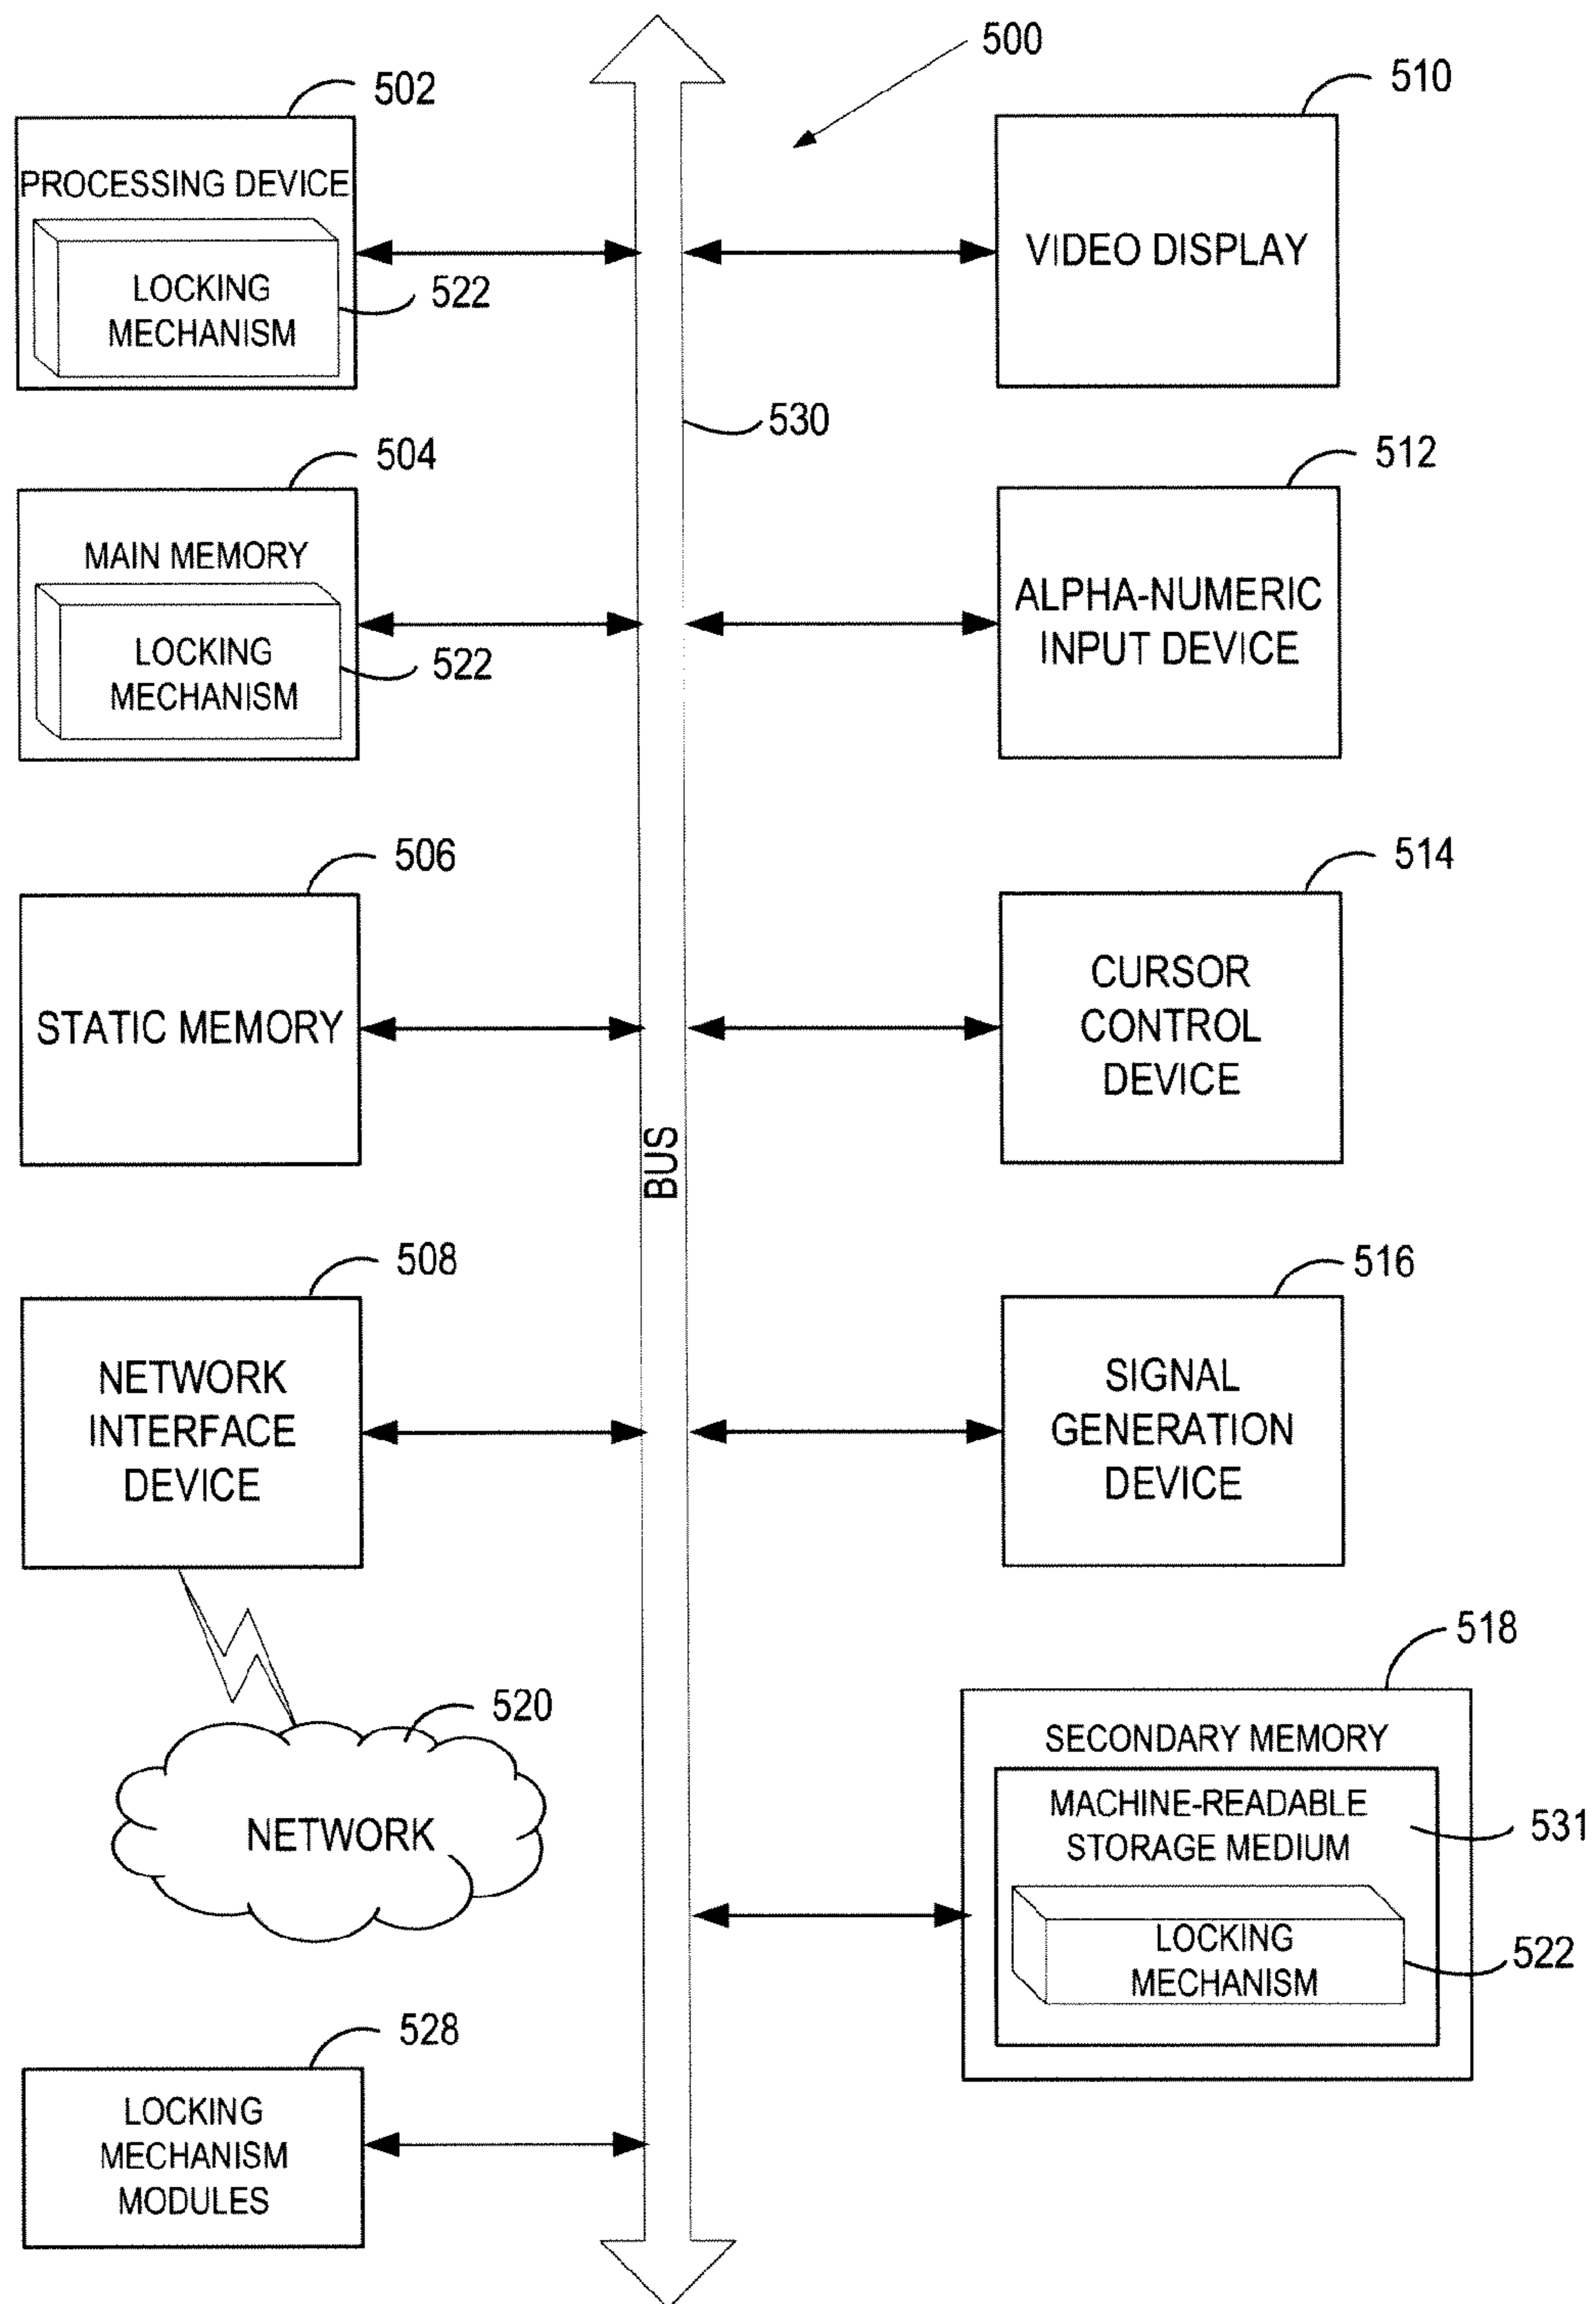 500
502
PROCESSING DEVICE
LOCKING
MECHANISM
522
510
VIDEO DISPLAY
530
504
MAIN MEMORY
LOCKING
MECHANISM
522
512
ALPHA-NUMERIC
INPUT DEVICE
506
STATIC MEMORY
514
CURSOR
CONTROL
DEVICE
BUS
508
NETWORK
INTERFACE
DEVICE
516
SIGNAL
GENERATION
DEVICE
520
NETWORK
518
SECONDARY MEMORY
MACHINE-READABLE
STORAGE MEDIUM
531
LOCKING
MECHANISM
522
528
LOCKING
MECHANISM
MODULES